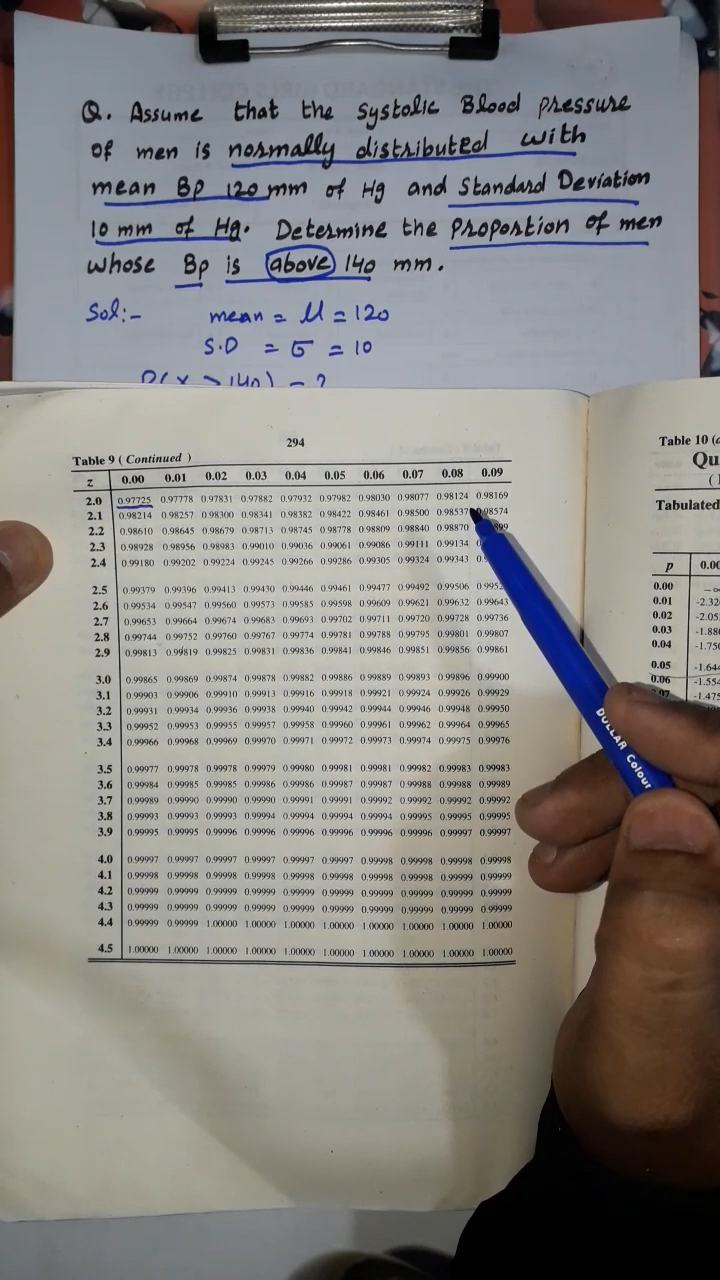 Q. Assume that the Systolic Blood pressure
of men is normally distributed with
mean BP 120 mm of Hg and Standard Deviation
10 mm of Hg. Determine the proportion of men
whose Bp is above 140 mm.
Sol:- mean = μ = 120
S.D = σ = 10
P(X > 140) = ?
294
Table 9 ( Continued )
z 0.00 0.01 0.02 0.03 0.04 0.05 0.06 0.07 0.08 0.09
2.0 0.97725 0.97778 0.97831 0.97882 0.97932 0.97982 0.98030 0.98077 0.98124 0.98169
2.1 0.98214 0.98257 0.98300 0.98341 0.98382 0.98422 0.98461 0.98500 0.98537 0.98574
2.2 0.98610 0.98645 0.98679 0.98713 0.98745 0.98778 0.98809 0.98840 0.98870
2.3 0.98928 0.98956 0.98983 0.99010 0.99036 0.99061 0.99086 0.99111 0.99134
2.4 0.99180 0.99202 0.99224 0.99245 0.99266 0.99286 0.99305 0.99324 0.99343
2.5 0.99379 0.99396 0.99413 0.99430 0.99446 0.99461 0.99477 0.99492 0.99506
2.6 0.99534 0.99547 0.99560 0.99573 0.99585 0.99598 0.99609 0.99621 0.99632 0.99643
2.7 0.99653 0.99664 0.99674 0.99683 0.99693 0.99702 0.99711 0.99720 0.99728 0.99736
2.8 0.99744 0.99752 0.99760 0.99767 0.99774 0.99781 0.99788 0.99795 0.99801 0.99807
2.9 0.99813 0.99819 0.99825 0.99831 0.99836 0.99841 0.99846 0.99851 0.99856 0.99861
3.0 0.99865 0.99869 0.99874 0.99878 0.99882 0.99886 0.99889 0.99893 0.99896 0.99900
3.1 0.99903 0.99906 0.99910 0.99913 0.99916 0.99918 0.99921 0.99924 0.99926 0.99929
3.2 0.99931 0.99934 0.99936 0.99938 0.99940 0.99942 0.99944 0.99946 0.99948 0.99950
3.3 0.99952 0.99953 0.99955 0.99957 0.99958 0.99960 0.99961 0.99962 0.99964 0.99965
3.4 0.99966 0.99968 0.99969 0.99970 0.99971 0.99972 0.99973 0.99974 0.99975 0.99976
3.5 0.99977 0.99978 0.99978 0.99979 0.99980 0.99981 0.99981 0.99982 0.99983 0.99983
3.6 0.99984 0.99985 0.99985 0.99986 0.99986 0.99987 0.99987 0.99988 0.99988 0.99989
3.7 0.99989 0.99990 0.99990 0.99990 0.99991 0.99991 0.99992 0.99992 0.99992 0.99992
3.8 0.99993 0.99993 0.99993 0.99994 0.99994 0.99994 0.99994 0.99995 0.99995 0.99995
3.9 0.99995 0.99995 0.99996 0.99996 0.99996 0.99996 0.99996 0.99996 0.99997 0.99997
4.0 0.99997 0.99997 0.99997 0.99997 0.99997 0.99997 0.99998 0.99998 0.99998 0.99998
4.1 0.99998 0.99998 0.99998 0.99998 0.99998 0.99998 0.99998 0.99998 0.99999 0.99999
4.2 0.99999 0.99999 0.99999 0.99999 0.99999 0.99999 0.99999 0.99999 0.99999 0.99999
4.3 0.99999 0.99999 0.99999 0.99999 0.99999 0.99999 0.99999 0.99999 0.99999 0.99999
4.4 0.99999 0.99999 1.00000 1.00000 1.00000 1.00000 1.00000 1.00000 1.00000 1.00000
4.5 1.00000 1.00000 1.00000 1.00000 1.00000 1.00000 1.00000 1.00000 1.00000 1.00000
Table 10 (
Qu
Tabulated
p 0.00
0.00
0.01 -2.32
0.02 -2.05
0.03 -1.88
0.04 -1.75
0.05 -1.64
0.06 -1.55
-1.475
DOLLAR Colour